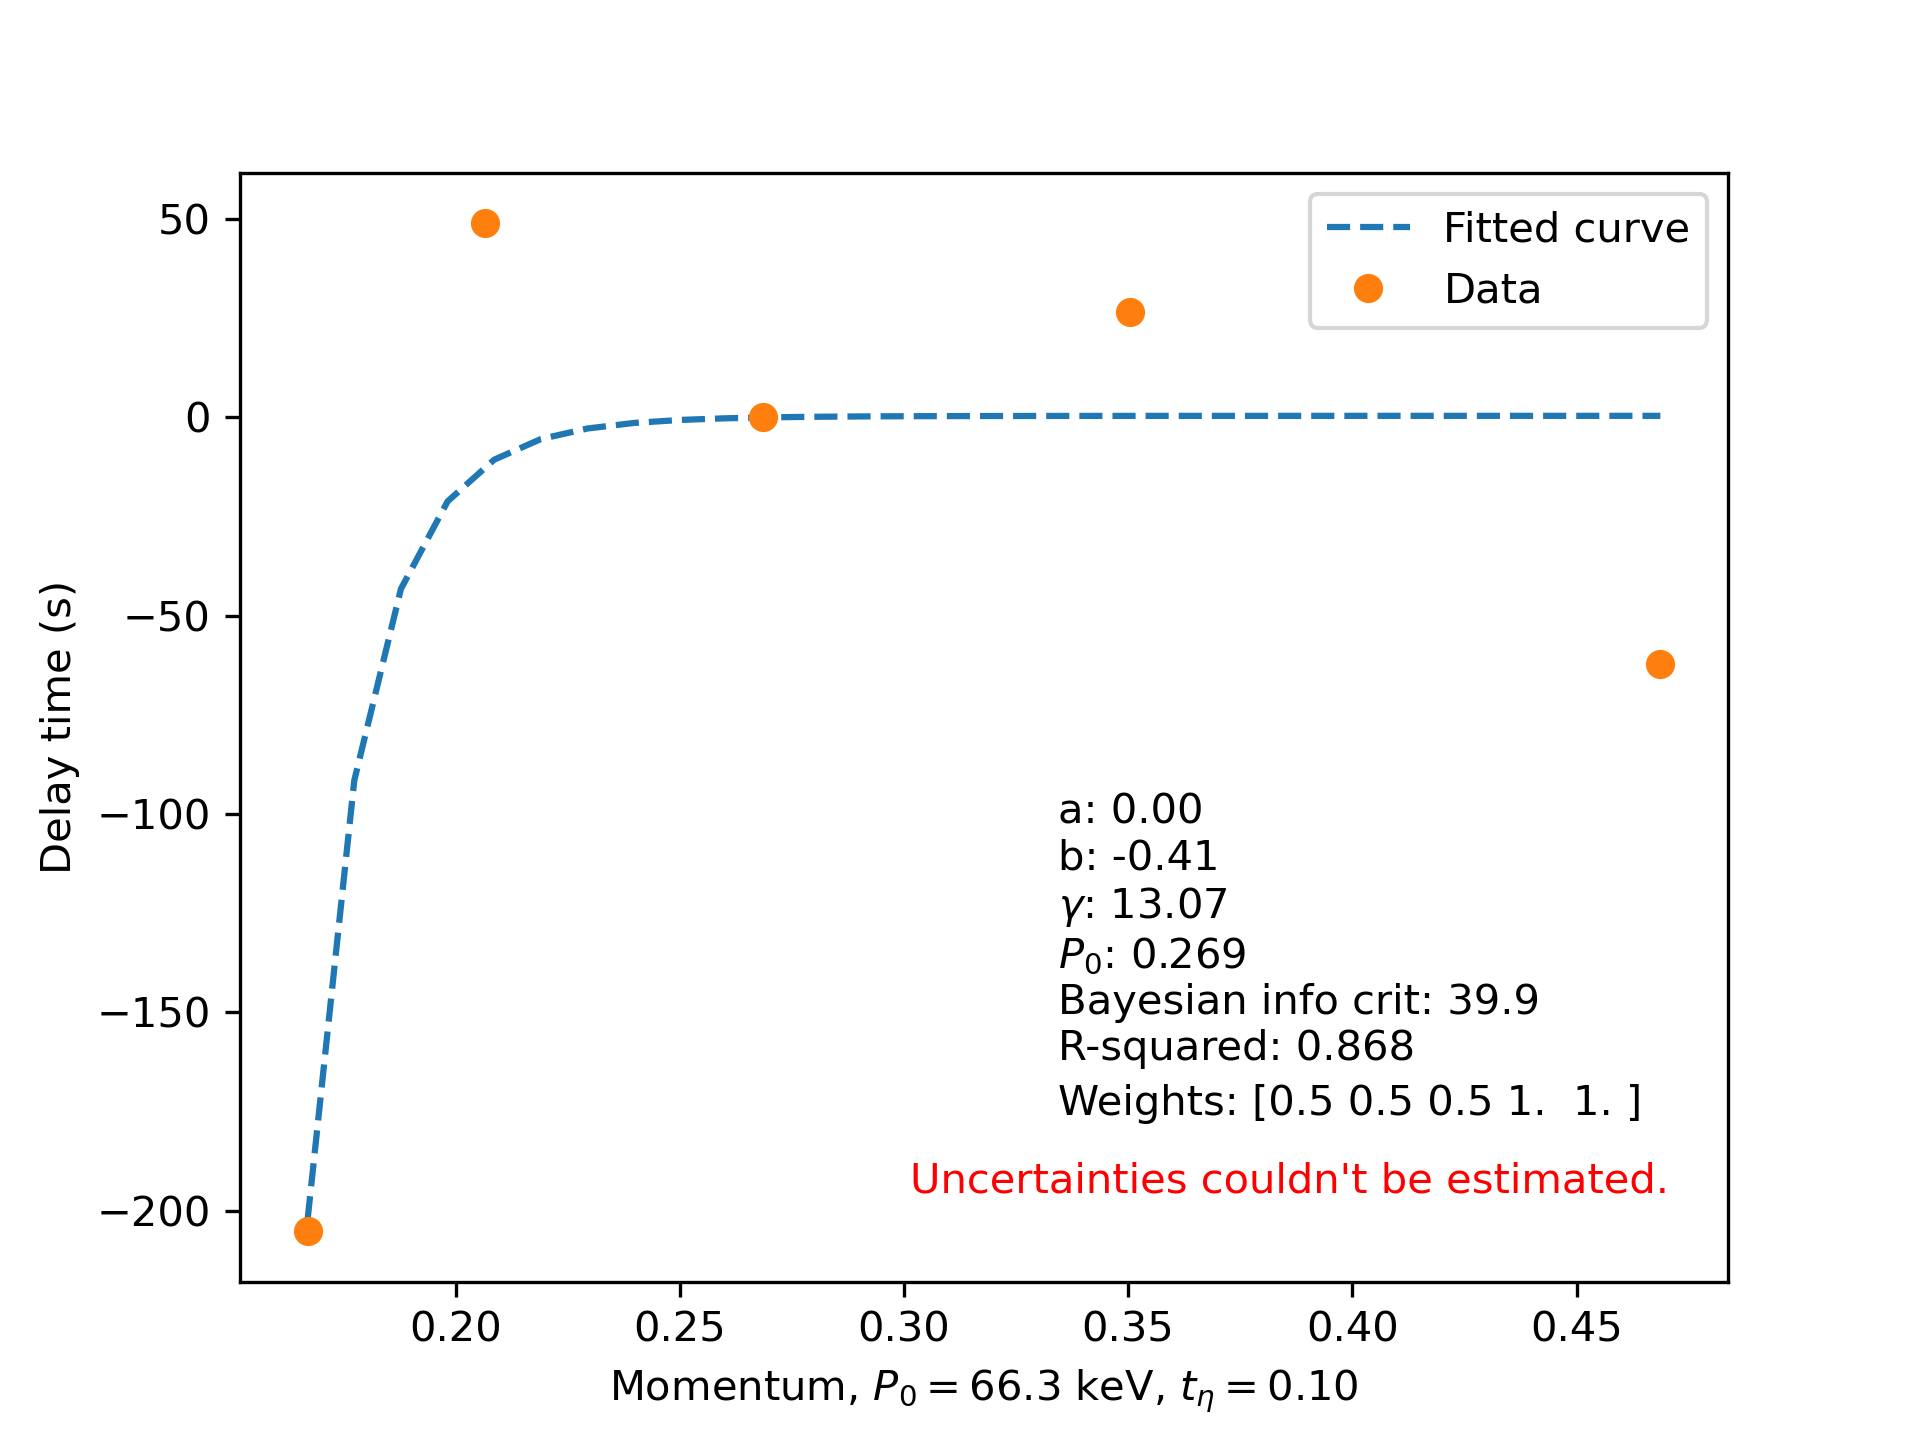 Fitted curve
Data
50
0
−50
−100
−150
−200
Delay time (s)
a: 0.00
b: -0.41
γ: 13.07
P₀: 0.269
Bayesian info crit: 39.9
R-squared: 0.868
Weights: [0.5 0.5 0.5 1.  1. ]
Uncertainties couldn't be estimated.
0.20 0.25 0.30 0.35 0.40 0.45
Momentum, P₀ = 66.3 keV, tη = 0.10